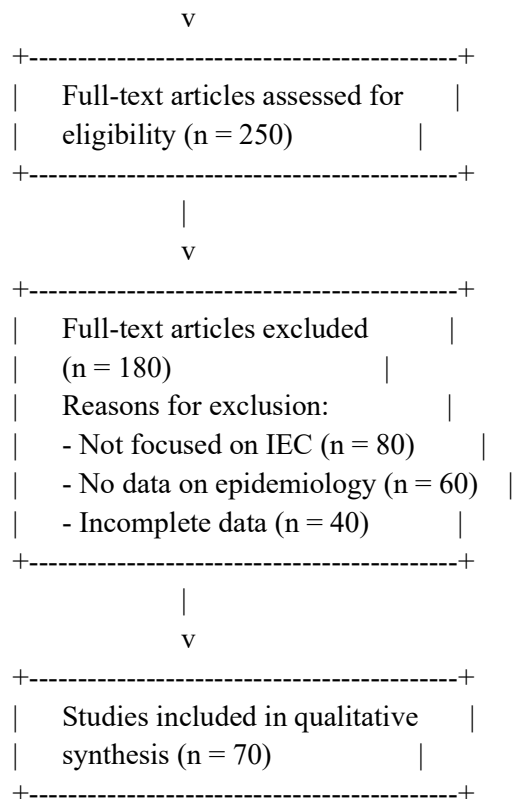 v
+-------------------------------------------+
| Full-text articles assessed for |
| eligibility (n = 250) |
+-------------------------------------------+
|
v
+-------------------------------------------+
| Full-text articles excluded |
| (n = 180) |
| Reasons for exclusion: |
| - Not focused on IEC (n = 80) |
| - No data on epidemiology (n = 60) |
| - Incomplete data (n = 40) |
+-------------------------------------------+
|
v
+-------------------------------------------+
| Studies included in qualitative |
| synthesis (n = 70) |
+-------------------------------------------+